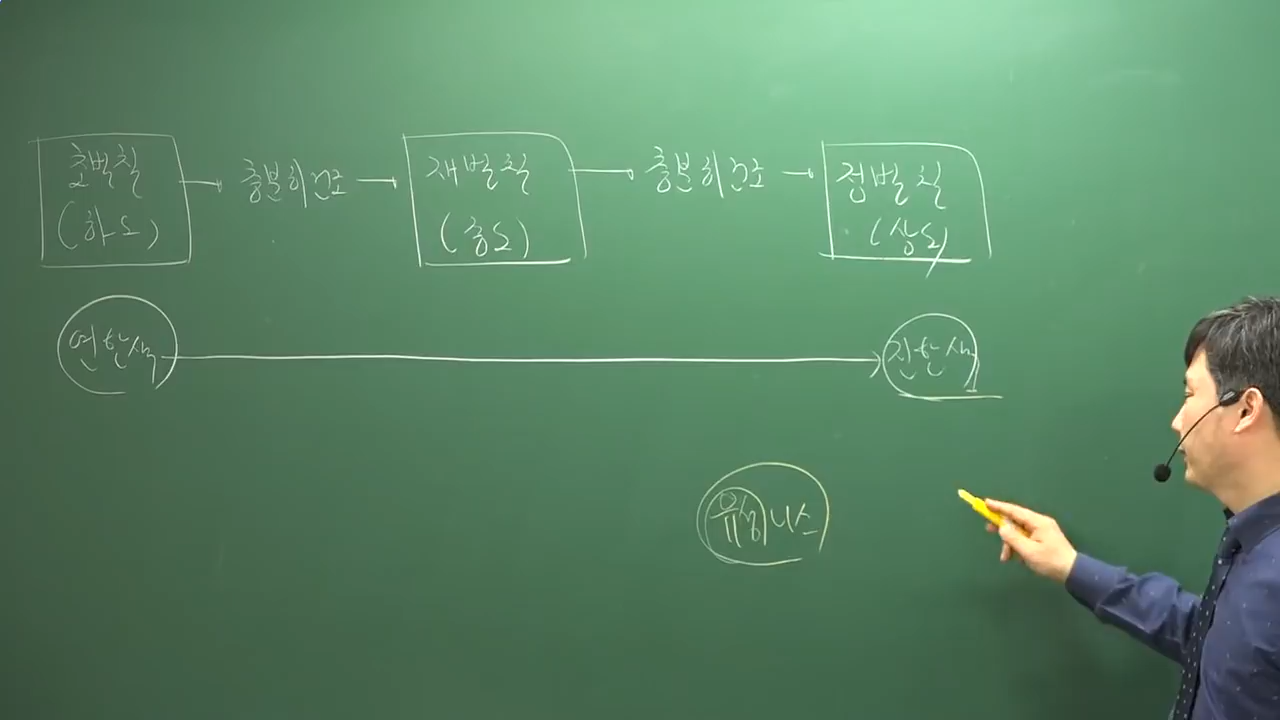 초벌칠 → 충분히 건조 → 재벌칠 → 충분히 건조 → 정벌칠
(하도) (중도) (상도)
연한색 → 진한색
유성니스